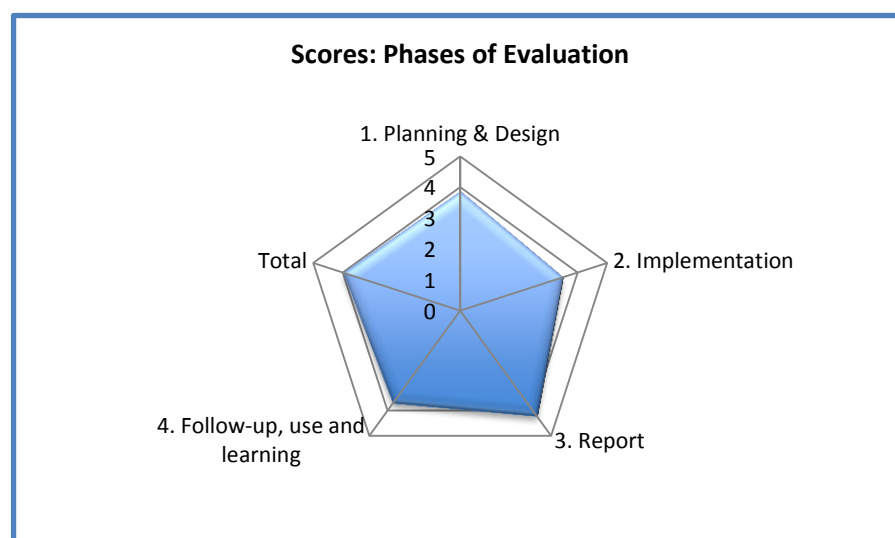 Scores: Phases of Evaluation
1. Planning & Design
5
4
3
2
1
0
2. Implementation
3. Report
4. Follow-up, use and
learning
Total